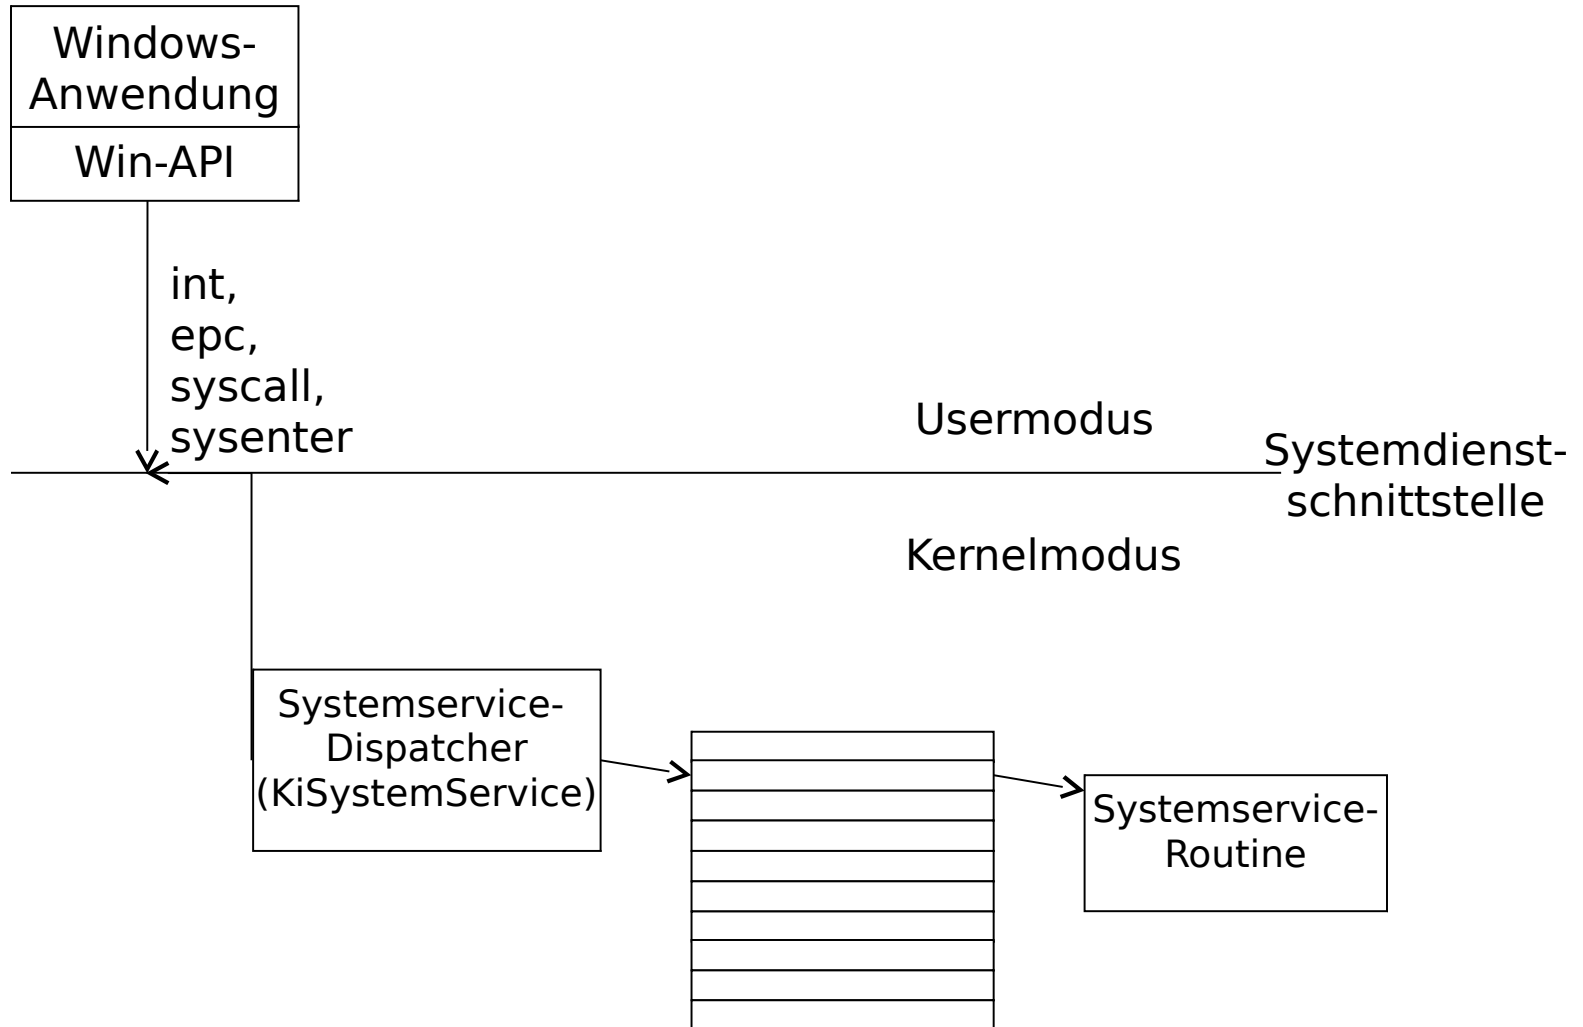 Windows-
Anwendung
Win-API
int,
epc,
syscall,
sysenter
Usermodus
Systemdienst-
schnittstelle
Kernelmodus
Systemservice-
Dispatcher
(KiSystemService)
Systemservice-
Routine